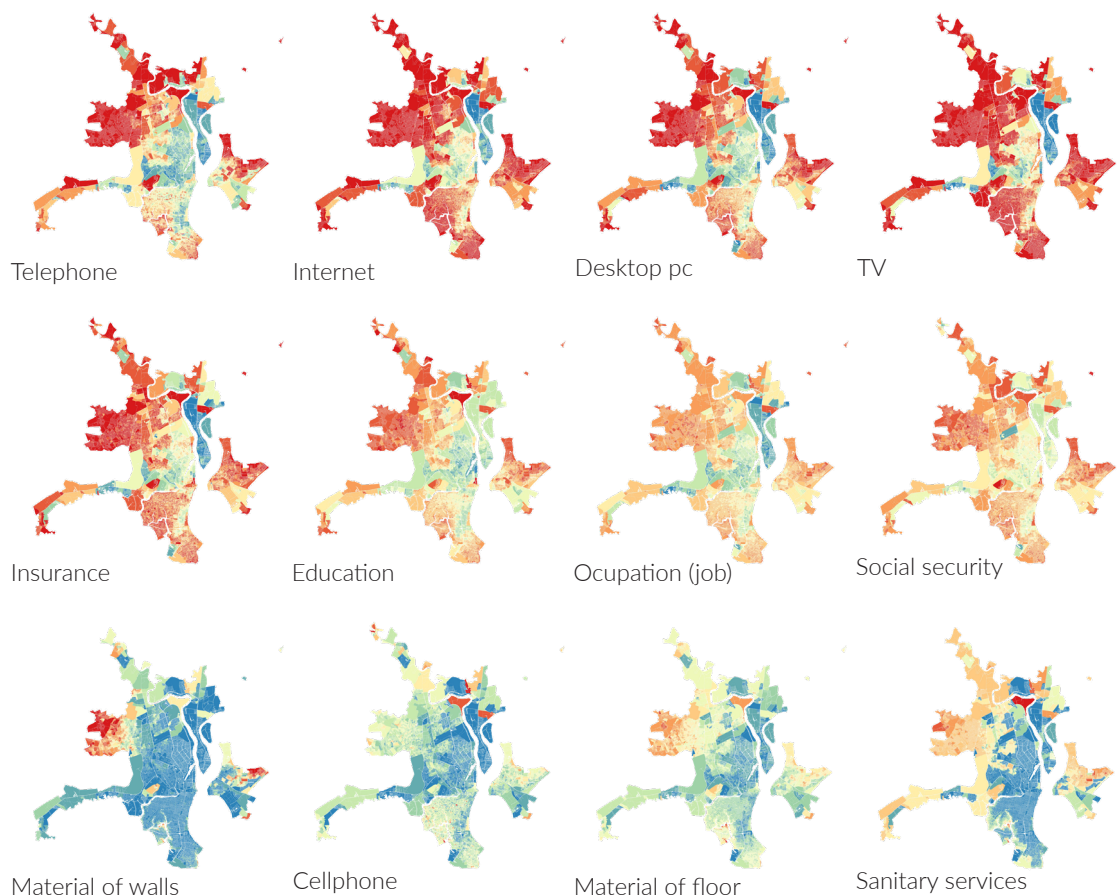 Telephone
Internet
Desktop pc
TV
Insurance
Education
Ocupation (job)
Social security
Material of walls
Cellphone
Material of floor
Sanitary services